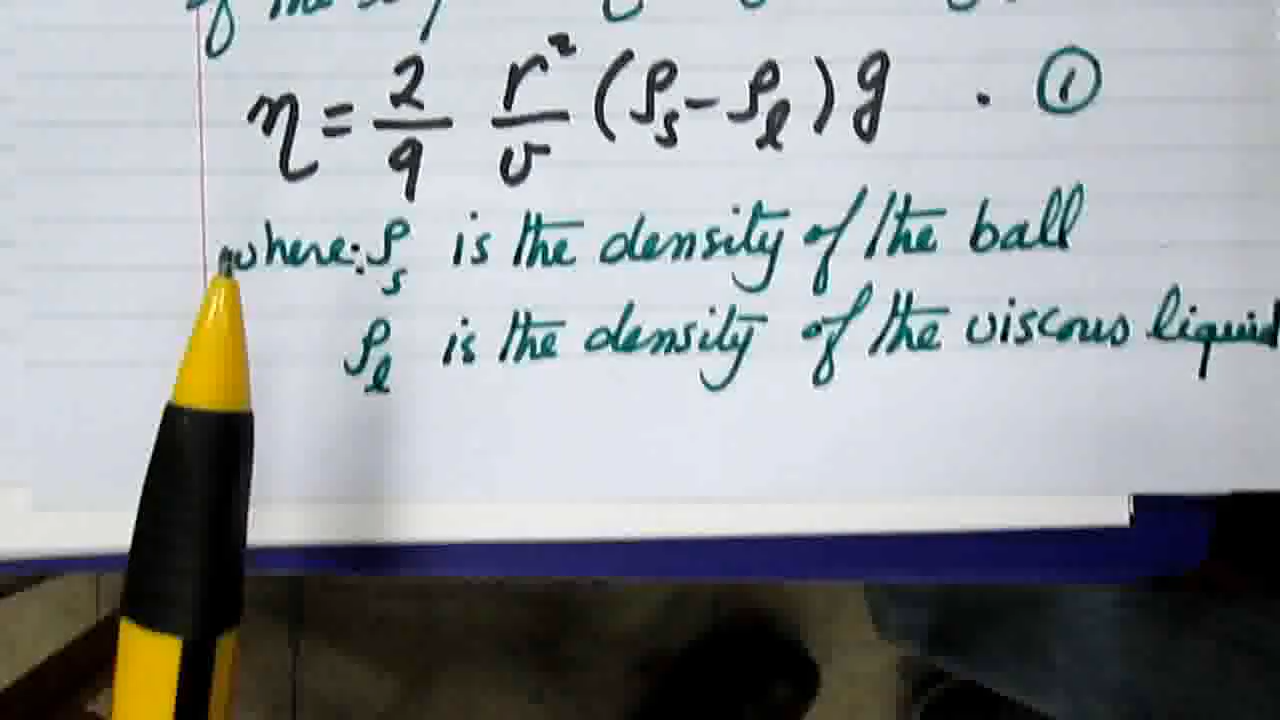 η = 2/9 r²/v (ρs - ρl) g . ①
where: ρs is the density of the ball
ρl is the density of the viscous liquid